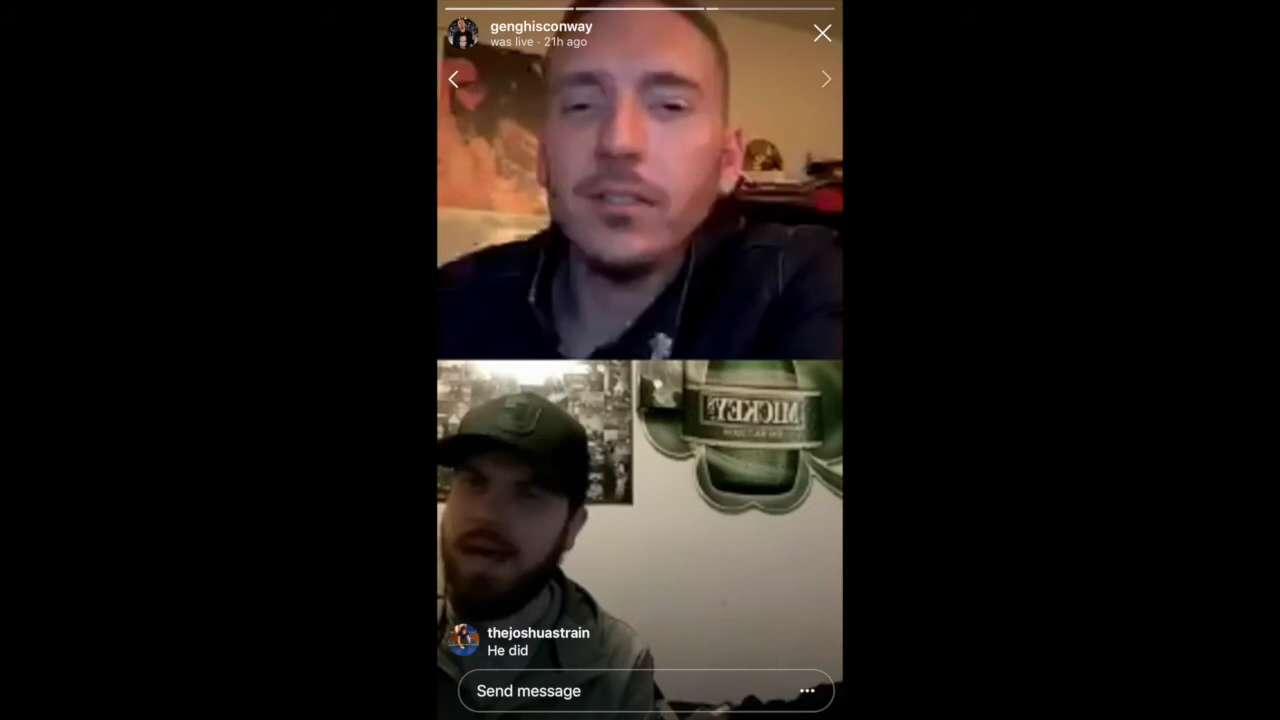 genghisconway
was live · 21h ago
MICKEY'S
thejoshuastrain
He did
Send message